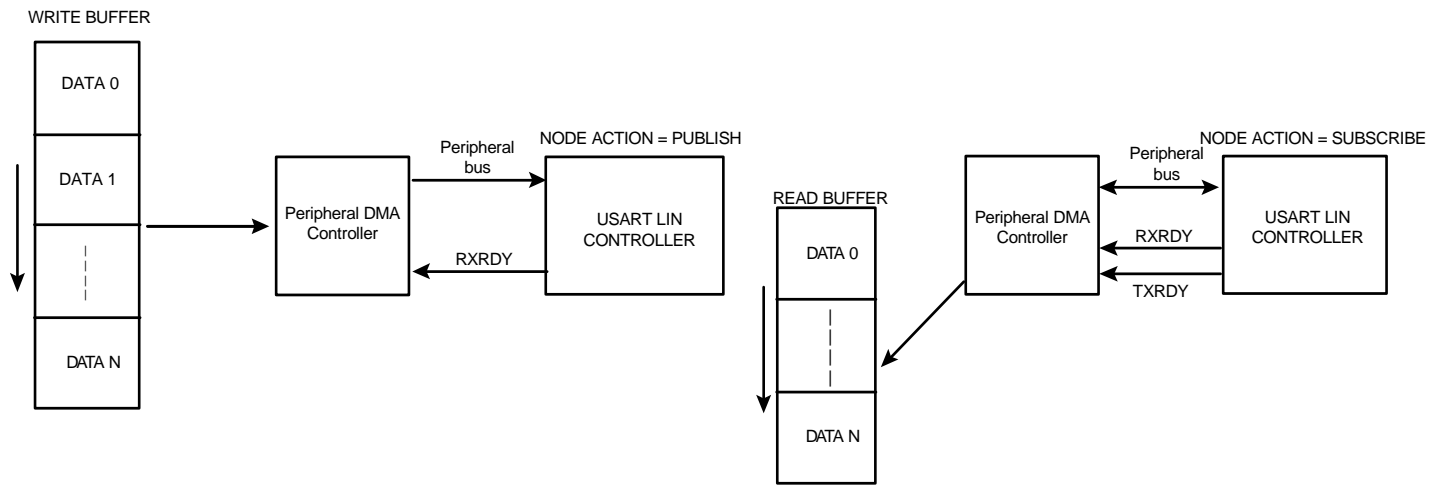 WRITE BUFFER
DATA 0
DATA 1
DATA N
Peripheral DMA
Controller
Peripheral
bus
RXRDY
NODE ACTION = PUBLISH
USART LIN
CONTROLLER
READ BUFFER
DATA 0
DATA N
Peripheral DMA
Controller
Peripheral
bus
RXRDY
TXRDY
NODE ACTION = SUBSCRIBE
USART LIN
CONTROLLER